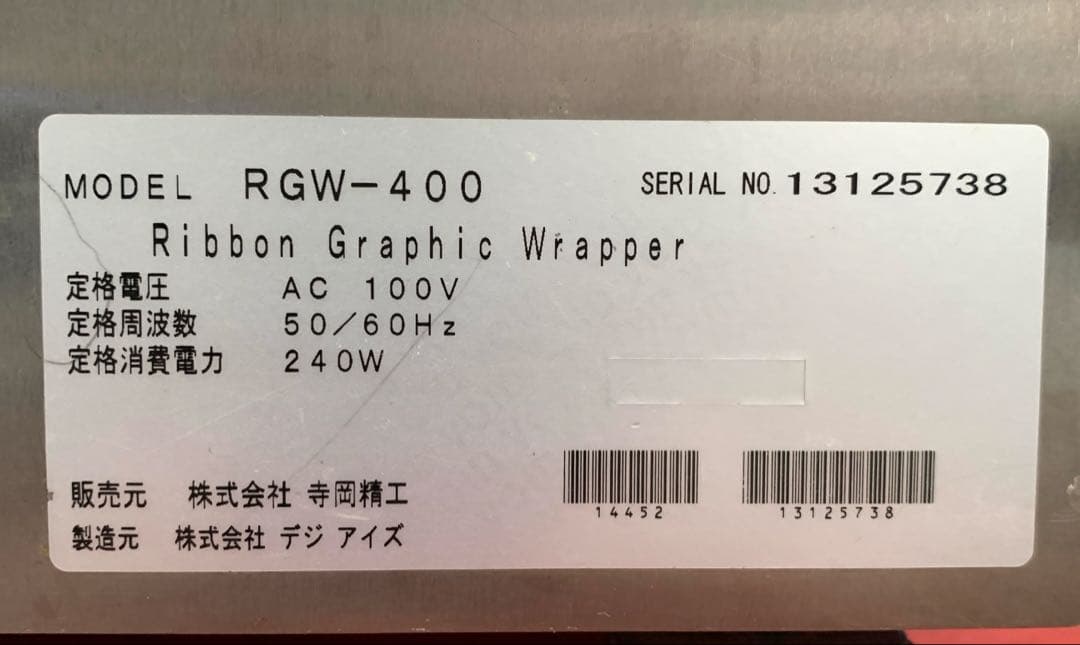 MODEL RGW-400 SERIAL NO. 13125738
Ribbon Graphic Wrapper
定格電圧 AC 100V
定格周波数 50/60Hz
定格消費電力 240W
販売元 株式会社 寺岡精工
製造元 株式会社 デジ アイズ
14452 13125738